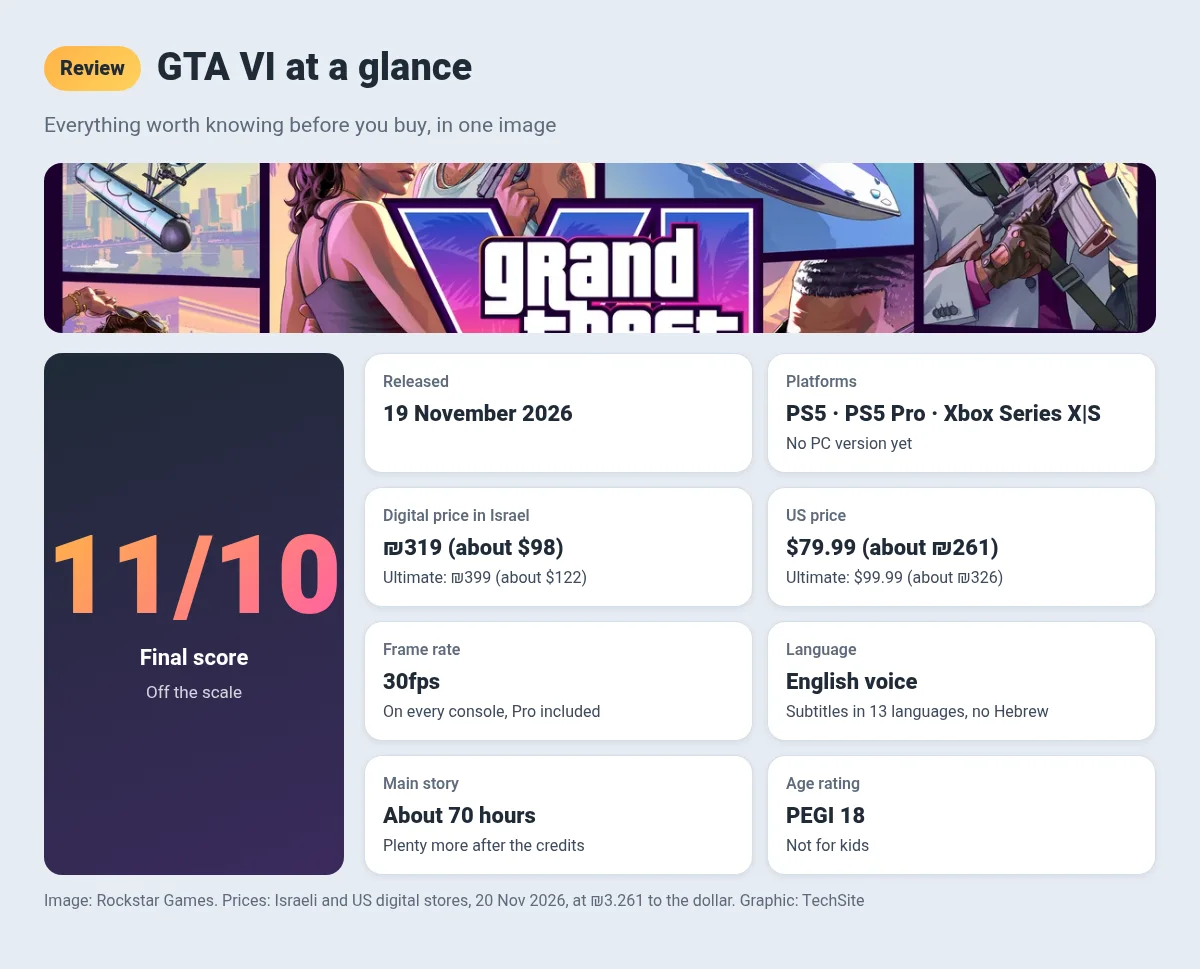 Review
GTA VI at a glance
Everything worth knowing before you buy, in one image
grand
theft
11/10
Final score
Off the scale
Released
19 November 2026
Platforms
PS5 · PS5 Pro · Xbox Series X|S
No PC version yet
Digital price in Israel
₪319 (about $98)
Ultimate: ₪399 (about $122)
US price
$79.99 (about ₪261)
Ultimate: $99.99 (about ₪326)
Frame rate
30fps
On every console, Pro included
Language
English voice
Subtitles in 13 languages, no Hebrew
Main story
About 70 hours
Plenty more after the credits
Age rating
PEGI 18
Not for kids
Image: Rockstar Games. Prices: Israeli and US digital stores, 20 Nov 2026, at ₪3.261 to the dollar. Graphic: TechSite